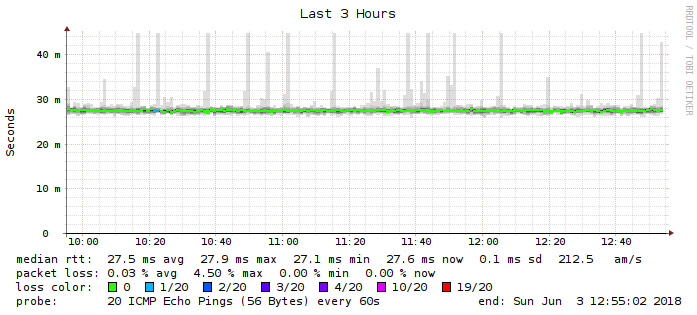 Last 3 Hours
RRDTOOL / TOBI OETIKER
Seconds
40 m
30 m
20 m
10 m
0
10:00 10:20 10:40 11:00 11:20 11:40 12:00 12:20 12:40
median rtt: 27.5 ms avg 27.9 ms max 27.1 ms min 27.6 ms now 0.1 ms sd 212.5 am/s
packet loss: 0.03 % avg 4.50 % max 0.00 % min 0.00 % now
loss color: 0 1/20 2/20 3/20 4/20 10/20 19/20
probe: 20 ICMP Echo Pings (56 Bytes) every 60s end: Sun Jun 3 12:55:02 2018